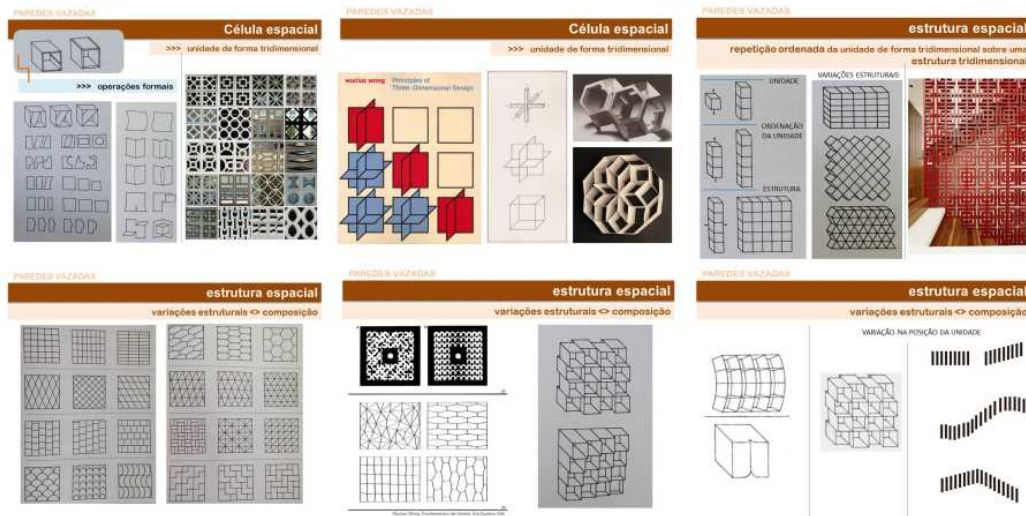 PAREDES VAZADAS
Célula espacial
>>> unidade de forma tridimensional
>>> operações formais
PAREDES VAZADAS
Célula espacial
>>> unidade de forma tridimensional
wucius wong Principles of
Three-Dimensional Design
PAREDES VAZADAS
estrutura espacial
repetição ordenada da unidade de forma tridimensional sobre uma
estrutura tridimensional
UNIDADE
ORDENAÇÃO
DA UNIDADE
ESTRUTURA
VARIAÇÕES ESTRUTURAIS
PAREDES VAZADAS
estrutura espacial
variações estruturais <> composição
PAREDES VAZADAS
estrutura espacial
variações estruturais <> composição
PAREDES VAZADAS
estrutura espacial
variações estruturais <> composição
VARIAÇÃO NA POSIÇÃO DA UNIDADE